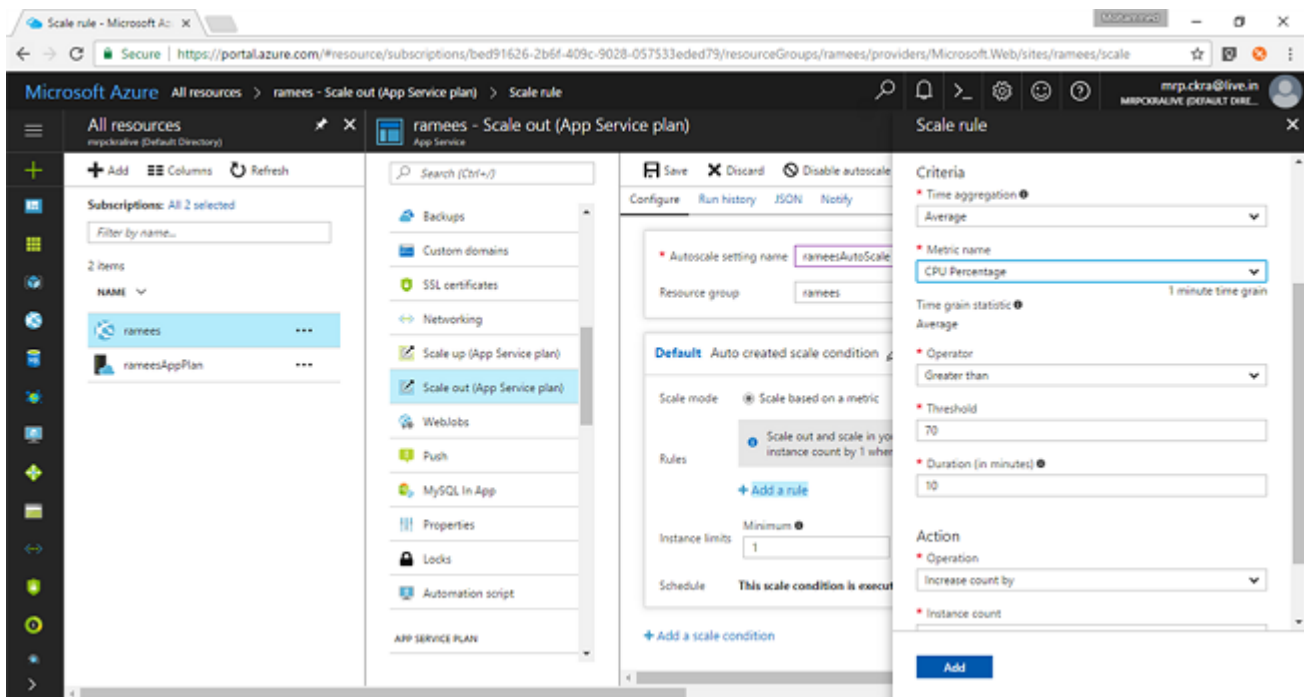 Scale rule - Microsoft Az
Mohammed
Secure | https://portal.azure.com/#resource/subscriptions/bed91626-2b6f-409c-9028-057533eded79/resourceGroups/ramees/providers/Microsoft.Web/sites/ramees/scale
Microsoft Azure All resources > ramees - Scale out (App Service plan) > Scale rule
mrp.ckra@live.in
MRPCKRALIVE (DEFAULT DIRE...
All resources
mrpckralive (Default Directory)
Add Columns Refresh
Subscriptions: All 2 selected
Filter by name...
2 items
NAME
ramees ...
rameesAppPlan ...
ramees - Scale out (App Service plan)
App Service
Search (Ctrl+/)
Backups
Custom domains
SSL certificates
Networking
Scale up (App Service plan)
Scale out (App Service plan)
WebJobs
Push
MySQL In App
Properties
Locks
Automation script
APP SERVICE PLAN
Save Discard Disable autoscale
Configure Run history JSON Notify
* Autoscale setting name rameesAutoScale
Resource group ramees
Default Auto created scale condition
Scale mode Scale based on a metric
Rules
Scale out and scale in yo
instance count by 1 wher
+ Add a rule
Instance limits
Minimum
1
Schedule This scale condition is execut
+ Add a scale condition
Scale rule
Criteria
* Time aggregation
Average
* Metric name
CPU Percentage
1 minute time grain
Time grain statistic
Average
* Operator
Greater than
* Threshold
70
* Duration (in minutes)
10
Action
* Operation
Increase count by
* Instance count
Add